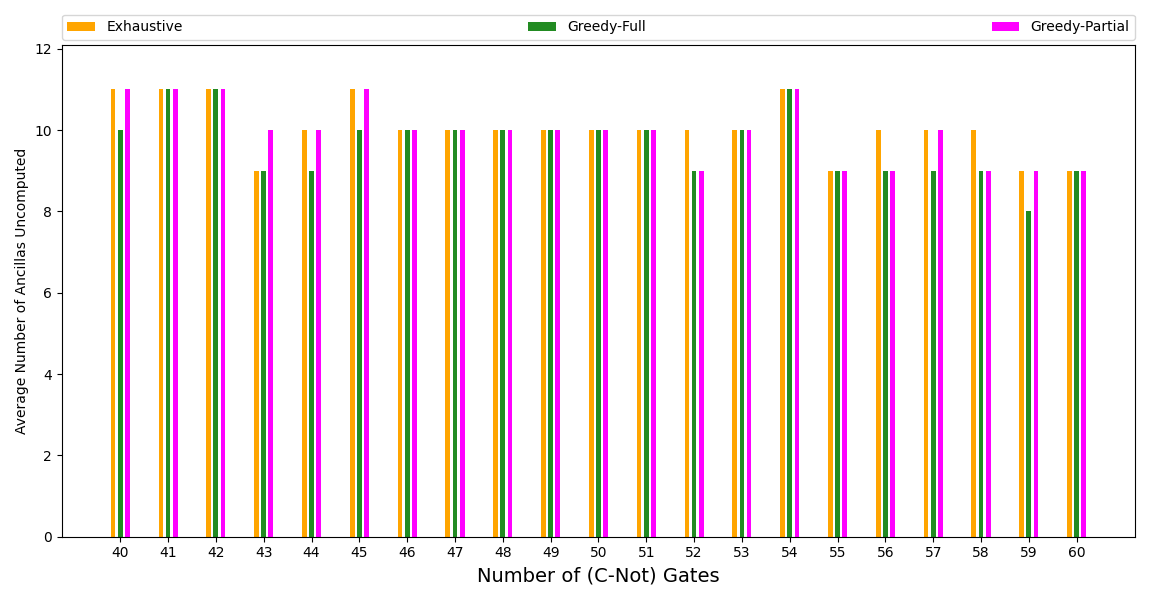 Exhaustive Greedy-Full Greedy-Partial
12
10
8
6
4
2
0
Average Number of Ancillas Uncomputed
40 41 42 43 44 45 46 47 48 49 50 51 52 53 54 55 56 57 58 59 60
Number of (C-Not) Gates